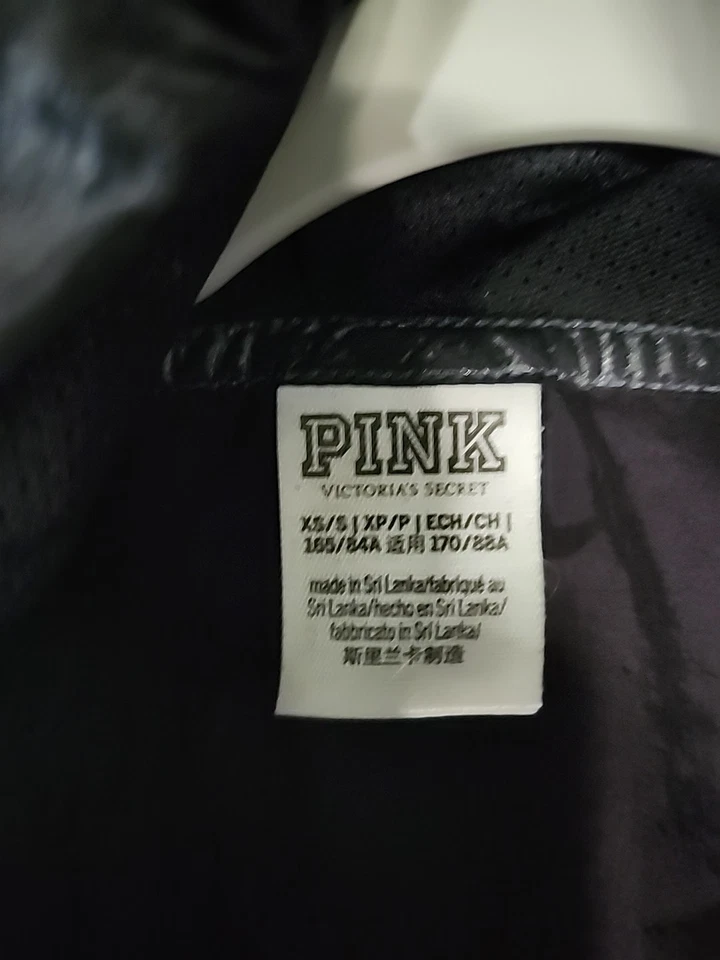 PINK
VICTORIA'S SECRET
XS/S | XP/P | ECH/CH |
165/84A 适用 170/88A
made in Sri Lanka/fabriqué au
Sri Lanka/hecho en Sri Lanka/
fabbricato in Sri Lanka/
斯里兰卡制造